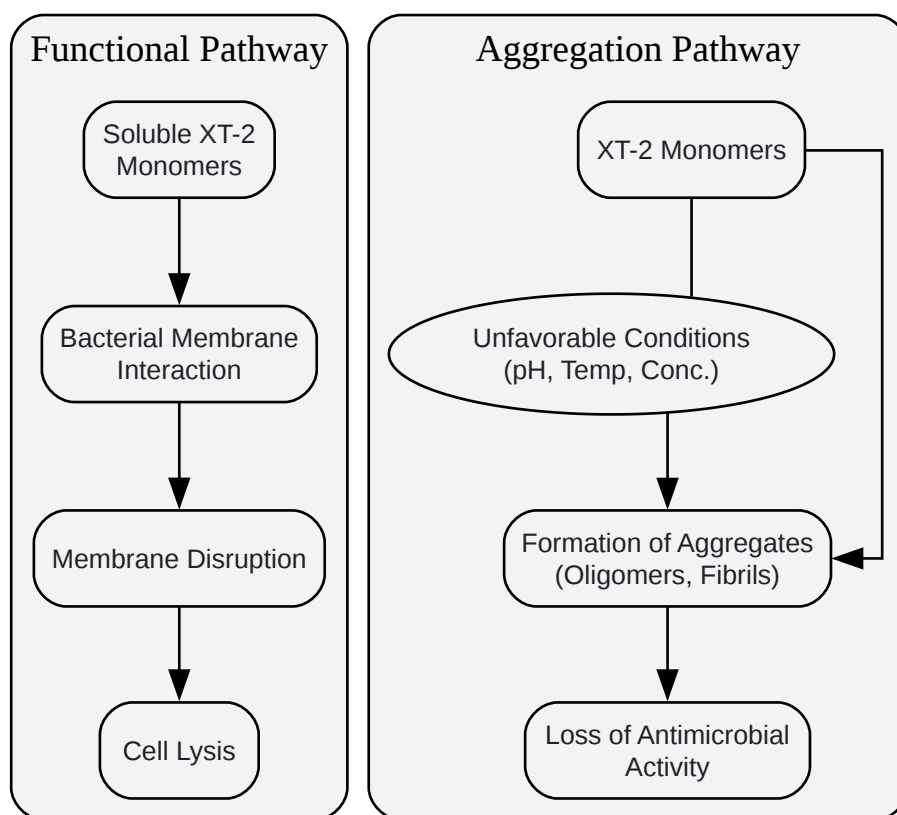 Functional Pathway
Soluble XT-2
Monomers
Bacterial Membrane
Interaction
Membrane Disruption
Cell Lysis
Aggregation Pathway
XT-2 Monomers
Unfavorable Conditions
(pH, Temp, Conc.)
Formation of Aggregates
(Oligomers, Fibrils)
Loss of Antimicrobial
Activity